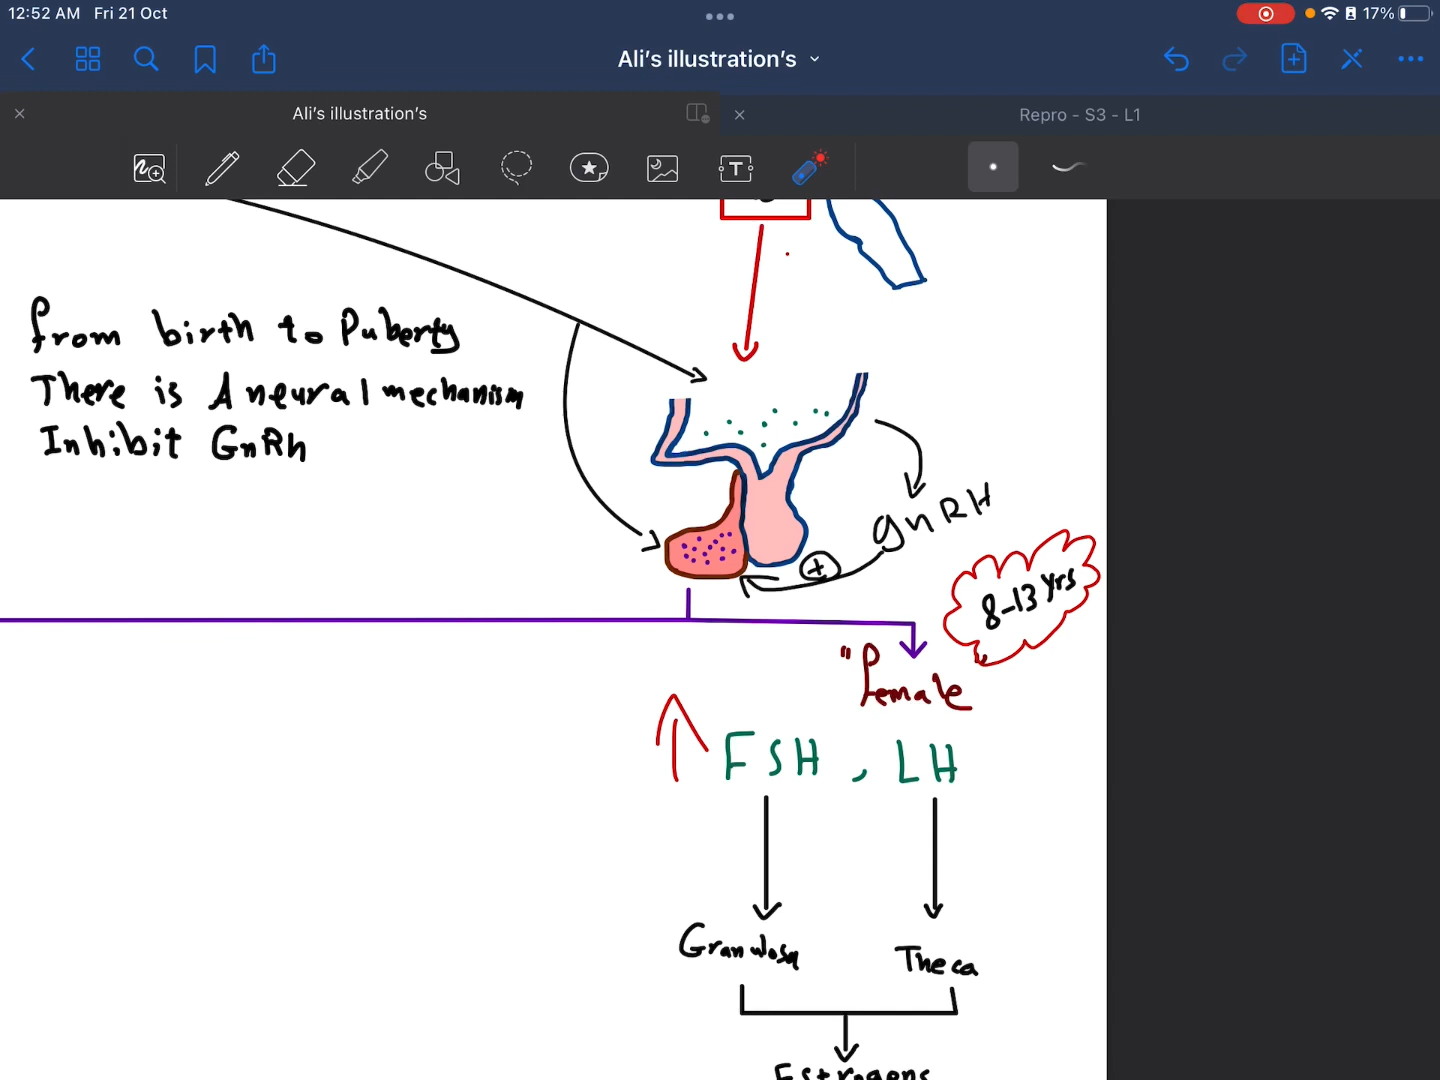 12:52 AM Fri 21 Oct
17%
Ali's illustration's
Ali's illustration's
Repro - S3 - L1
T
from birth to Puberty
There is A neural mechanism
Inhibit GnRh
gnRH
+
8-13 yrs
"Female
FSH , LH
Granulosa
Theca
Estrogens